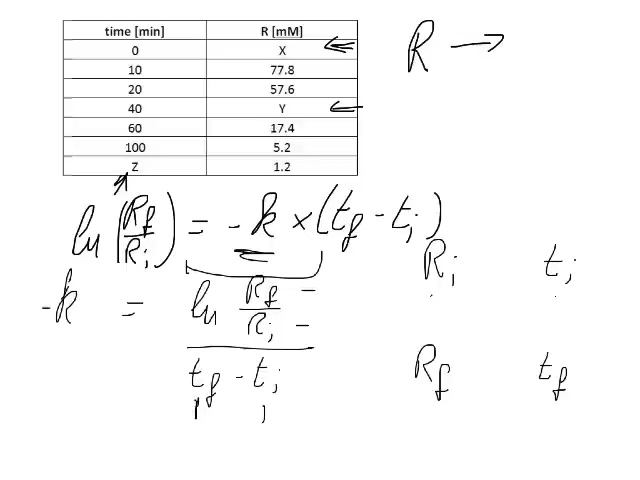 time [min] R [mM]
0 X
10 77.8
20 57.6
40 Y
60 17.4
100 5.2
Z 1.2
R →
ln (Rf/Ri) = -k × (tf - ti)
Ri ti
-k = ln Rf/Ri
tf - ti
Rf tf